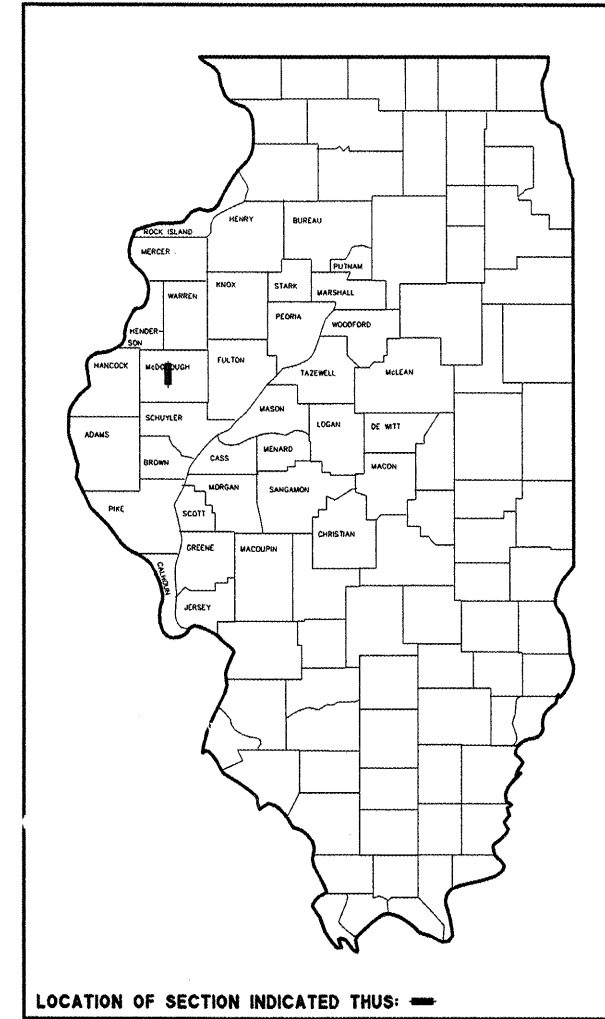 ROCK ISLAND
HENRY
BUREAU
MERCER
PUTNAM
WARREN
KNOX
STARK
MARSHALL
PEORIA
HENDER-
SON
WOODFORD
HANCOCK
McDONOUGH
FULTON
TAZEWELL
McLEAN
MASON
SCHUYLER
LOGAN
DE WITT
ADAMS
BROWN
CASS
MENARD
MACON
MORGAN
SANGAMON
PIKE
SCOTT
CHRISTIAN
GREENE
MACOUPIN
CALHOUN
JERSEY
LOCATION OF SECTION INDICATED THUS: